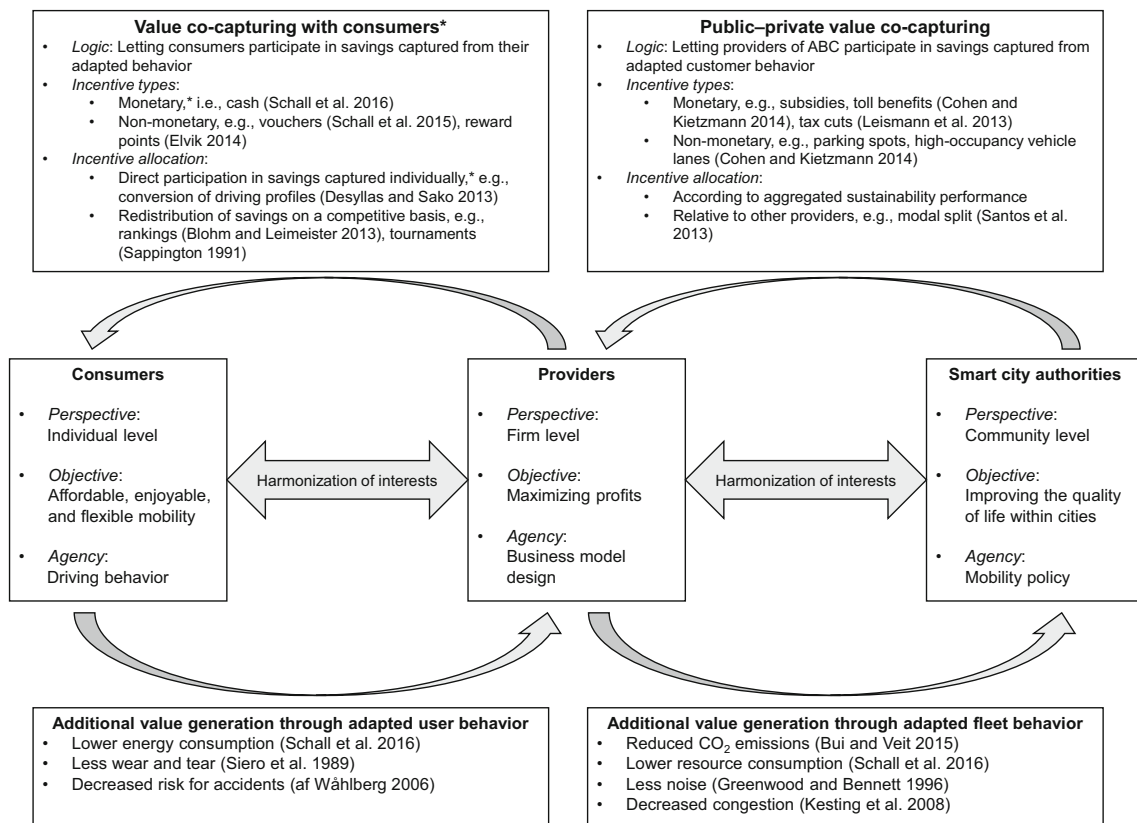 Value co-capturing with consumers*
• Logic: Letting consumers participate in savings captured from their
adapted behavior
• Incentive types:
• Monetary,* i.e., cash (Schall et al. 2016)
• Non-monetary, e.g., vouchers (Schall et al. 2015), reward
points (Elvik 2014)
• Incentive allocation:
• Direct participation in savings captured individually,* e.g.,
conversion of driving profiles (Desyllas and Sako 2013)
• Redistribution of savings on a competitive basis, e.g.,
rankings (Blohm and Leimeister 2013), tournaments
(Sappington 1991)
Public–private value co-capturing
• Logic: Letting providers of ABC participate in savings captured from
adapted customer behavior
• Incentive types:
• Monetary, e.g., subsidies, toll benefits (Cohen and
Kietzmann 2014), tax cuts (Leismann et al. 2013)
• Non-monetary, e.g., parking spots, high-occupancy vehicle
lanes (Cohen and Kietzmann 2014)
• Incentive allocation:
• According to aggregated sustainability performance
• Relative to other providers, e.g., modal split (Santos et al.
2013)
Consumers
• Perspective:
Individual level
• Objective:
Affordable, enjoyable,
and flexible mobility
• Agency:
Driving behavior
Harmonization of interests
Providers
• Perspective:
Firm level
• Objective:
Maximizing profits
• Agency:
Business model
design
Harmonization of interests
Smart city authorities
• Perspective:
Community level
• Objective:
Improving the quality
of life within cities
• Agency:
Mobility policy
Additional value generation through adapted user behavior
• Lower energy consumption (Schall et al. 2016)
• Less wear and tear (Siero et al. 1989)
• Decreased risk for accidents (af Wåhlberg 2006)
Additional value generation through adapted fleet behavior
• Reduced CO₂ emissions (Bui and Veit 2015)
• Lower resource consumption (Schall et al. 2016)
• Less noise (Greenwood and Bennett 1996)
• Decreased congestion (Kesting et al. 2008)